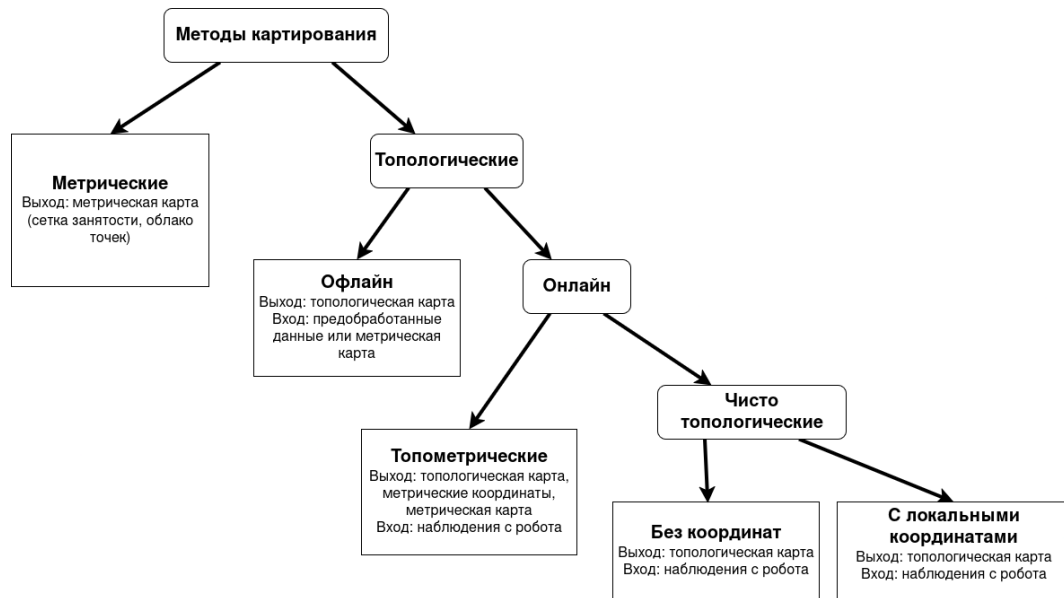 Методы картирования
Метрические
Выход: метрическая карта
(сетка занятости, облако
точек)
Топологические
Офлайн
Выход: топологическая карта
Вход: предобработанные
данные или метрическая
карта
Онлайн
Топометрические
Выход: топологическая карта,
метрические координаты,
метрическая карта
Вход: наблюдения с робота
Чисто
топологические
Без координат
Выход: топологическая карта
Вход: наблюдения с робота
С локальными
координатами
Выход: топологическая карта
Вход: наблюдения с робота